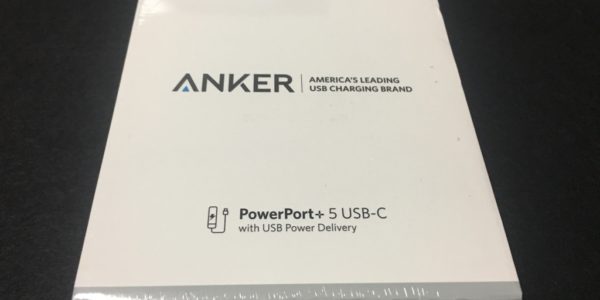 ANKER
AMERICA'S LEADING
USB CHARGING BRAND
PowerPort+ 5 USB-C
with USB Power Delivery